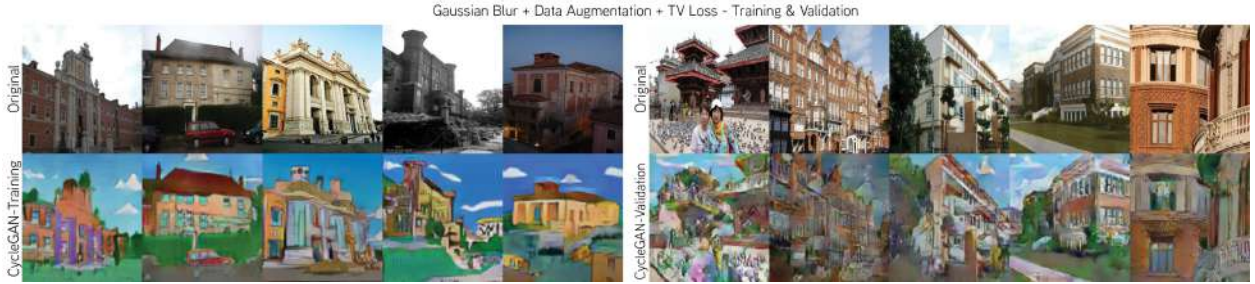 Gaussian Blur + Data Augmentation + TV Loss - Training & Validation
Original
CycleGAN-Training
Original
CycleGAN-Validation